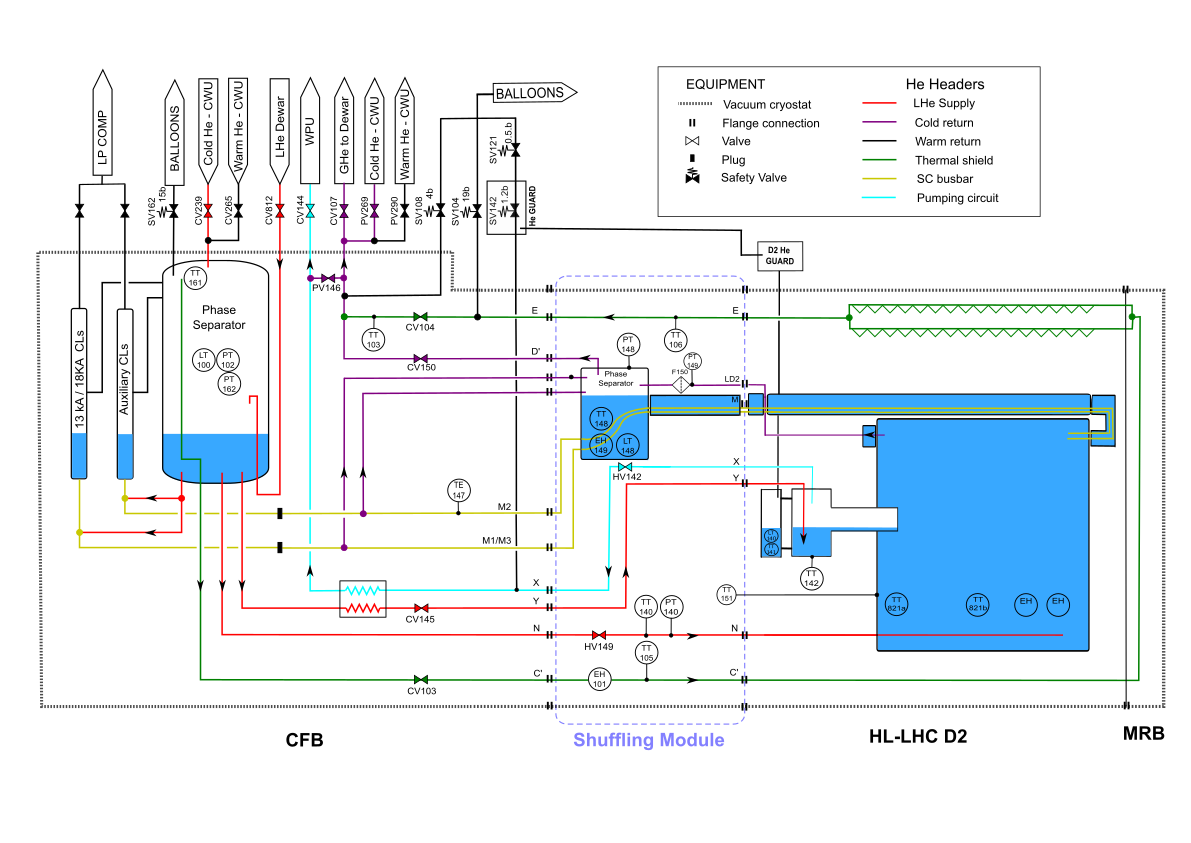 LP COMP
BALLOONS
Cold He - CWU
Warm He - CWU
LHe Dewar
WPU
GHe to Dewar
Cold He - CWU
Warm He - CWU
BALLOONS
EQUIPMENT
He Headers
Vacuum cryostat
LHe Supply
Flange connection
Cold return
Valve
Warm return
Plug
Thermal shield
Safety Valve
SC busbar
Pumping circuit
SV162
15b
CV239
CV265
CV812
CV144
CV107
PV269
PV290
SV108
4b
SV104
19b
SV121
0.5.b
SV142
1.2b
He GUARD
D2 He
GUARD
TT
161
Phase
Separator
LT
100
PT
102
PT
162
13 kA / 18KA CLs
Auxiliary CLs
PV146
TT
103
CV104
E
TT
106
E
CV150
D'
PT
148
Phase
Separator
F150
PT
149
LD2
M
TT
148
EH
149
LT
148
HV142
X
Y
TE
147
M2
M1/M3
LT
140
TT
141
TT
142
X
Y
CV145
TT
151
TT
140
PT
140
N
HV149
N
TT
105
TT
821a
TT
821b
EH
EH
CV103
C'
EH
101
C'
CFB
Shuffling Module
HL-LHC D2
MRB